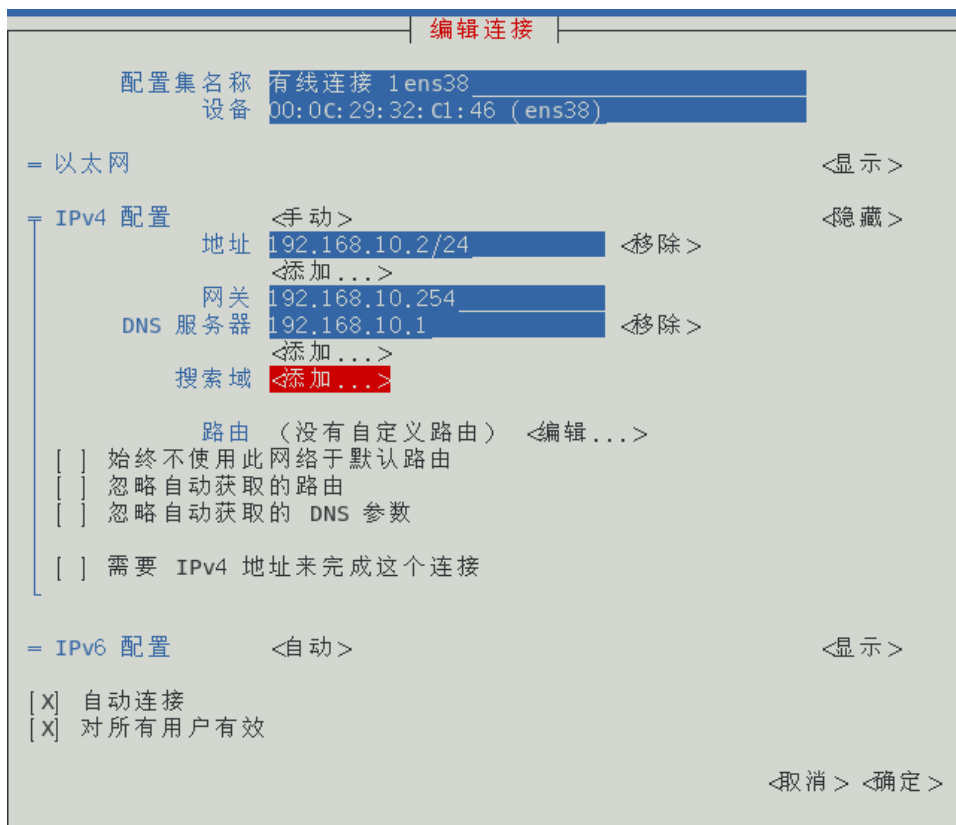 编辑连接
配置集名称 有线连接 1ens38
设备 00:0C:29:32:C1:46 (ens38)
= 以太网 <显示>
IPv4 配置 <手动> <隐藏>
地址 192.168.10.2/24 <移除>
<添加...>
网关 192.168.10.254
DNS 服务器 192.168.10.1 <移除>
<添加...>
搜索域 <添加...>
路由 (没有自定义路由) <编辑...>
[ ] 始终不使用此网络于默认路由
[ ] 忽略自动获取的路由
[ ] 忽略自动获取的 DNS 参数
[ ] 需要 IPv4 地址来完成这个连接
= IPv6 配置 <自动> <显示>
[X] 自动连接
[X] 对所有用户有效
<取消> <确定>